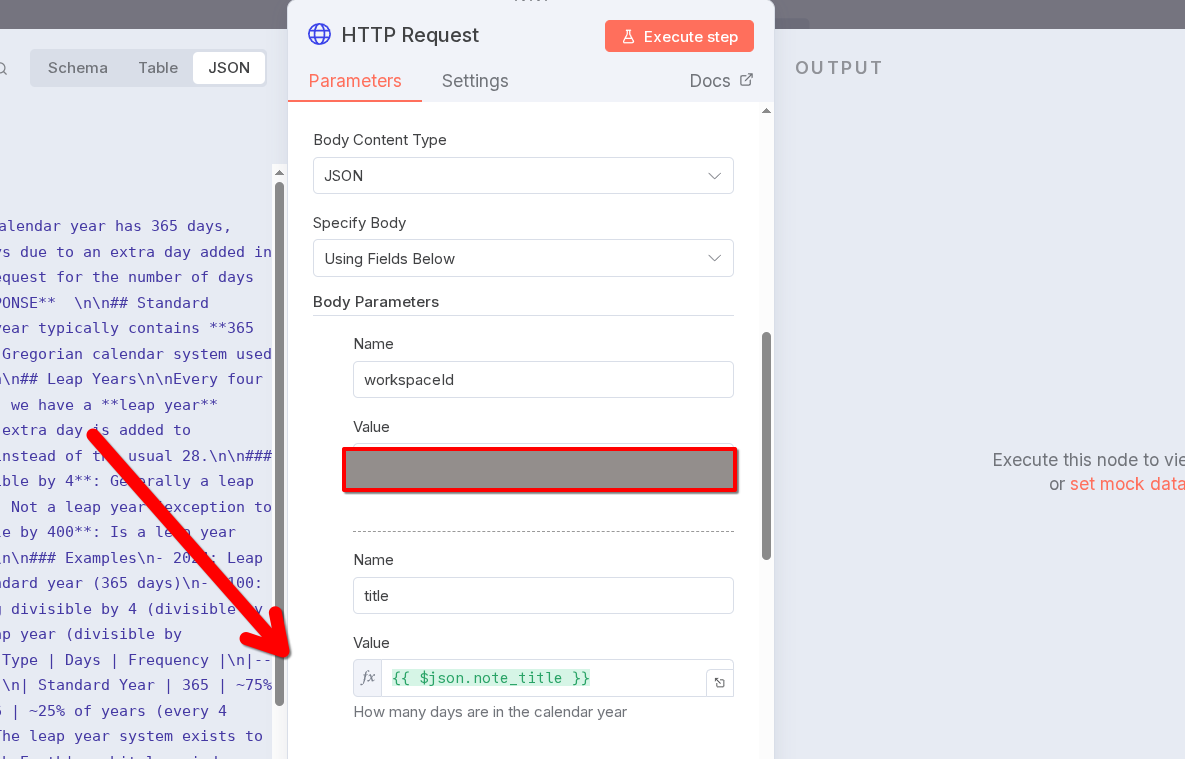 HTTP Request
Execute step
Schema
Table
JSON
OUTPUT
Parameters
Settings
Docs
Body Content Type
JSON
Specify Body
Using Fields Below
Body Parameters
Name
workspaceId
Value
Name
title
Value
fx
{{ $json.note_title }}
How many days are in the calendar year
alendar year has 365 days,
due to an extra day added in
equest for the number of days
PONSE**  \n\n## Standard
year typically contains **365
Gregorian calendar system used
\n## Leap Years\n\nEvery four
we have a **leap year**
extra day is added to
instead of the usual 28.\n\n###
ible by 4**: Generally a leap
Not a leap year (exception to
le by 400**: Is a leap year
\n\n### Examples\n- : Leap
ndard year (365 days)\n- 100:
divisible by 4 (divisible by
ap year (divisible by
Type | Days | Frequency |\n|--
\n| Standard Year | 365 | ~75%
| ~25% of years (every 4
The leap year system exists to
Execute this node to vie
or set mock data